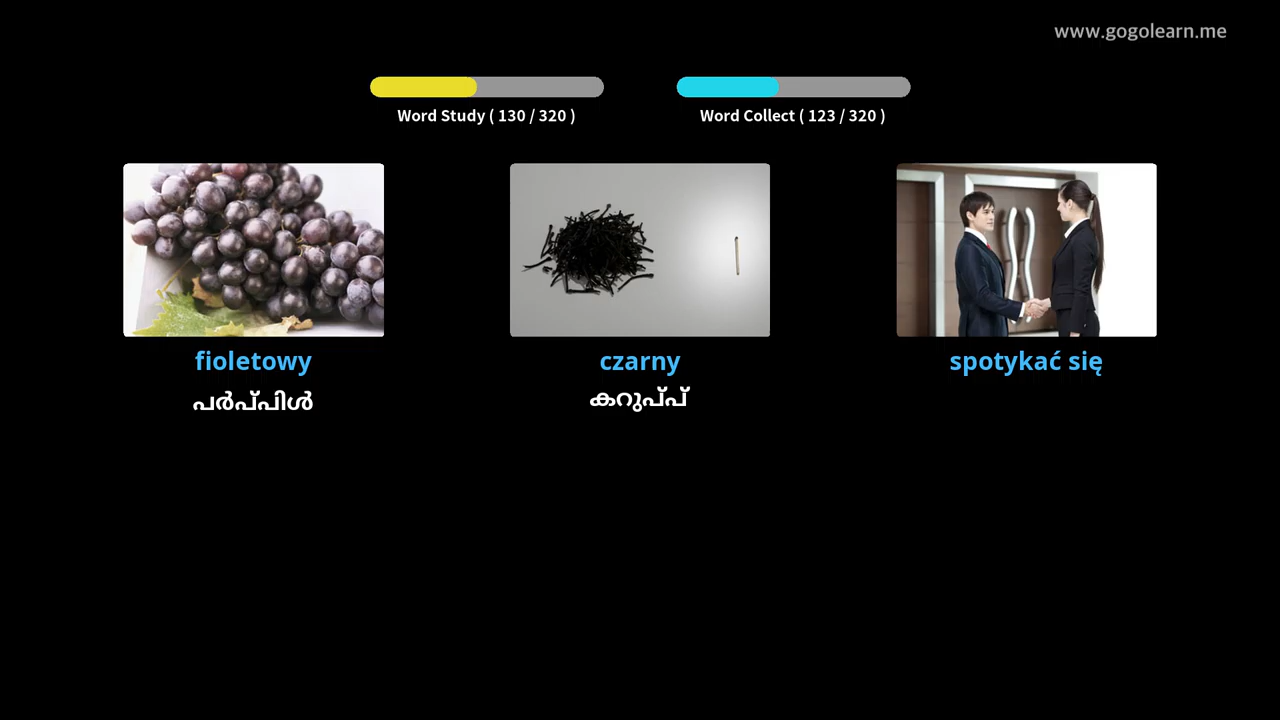 www.gogolearn.me
Word Study ( 130 / 320 )
Word Collect ( 123 / 320 )
fioletowy
czarny
spotykać się
പർപ്പിൾ
കറുപ്പ്